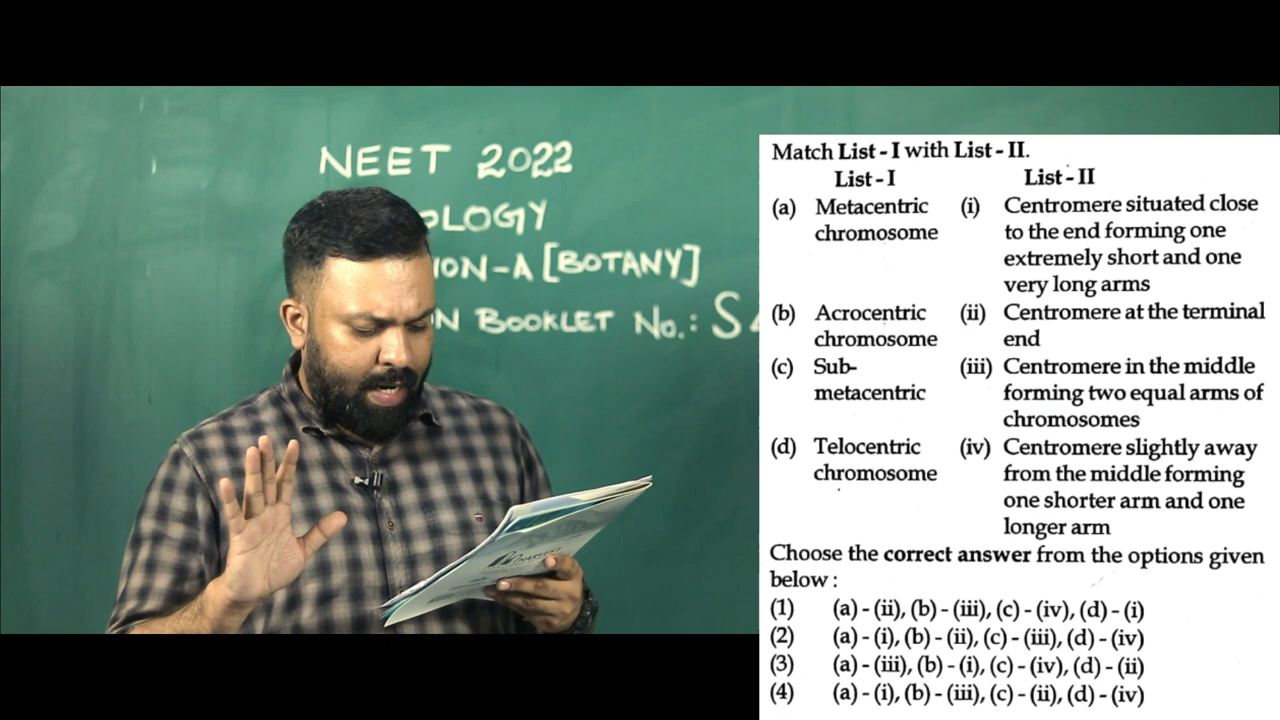 NEET 2022
OLOGY
ION-A [BOTANY]
N BOOKLET No.: S
Match List - I with List - II.
List - I List - II
(a) Metacentric (i) Centromere situated close
chromosome to the end forming one
extremely short and one
very long arms
(b) Acrocentric (ii) Centromere at the terminal
chromosome end
(c) Sub- (iii) Centromere in the middle
metacentric forming two equal arms of
chromosomes
(d) Telocentric (iv) Centromere slightly away
chromosome from the middle forming
one shorter arm and one
longer arm
Choose the correct answer from the options given
below :
(1) (a) - (ii), (b) - (iii), (c) - (iv), (d) - (i)
(2) (a) - (i), (b) - (ii), (c) - (iii), (d) - (iv)
(3) (a) - (iii), (b) - (i), (c) - (iv), (d) - (ii)
(4) (a) - (i), (b) - (iii), (c) - (ii), (d) - (iv)